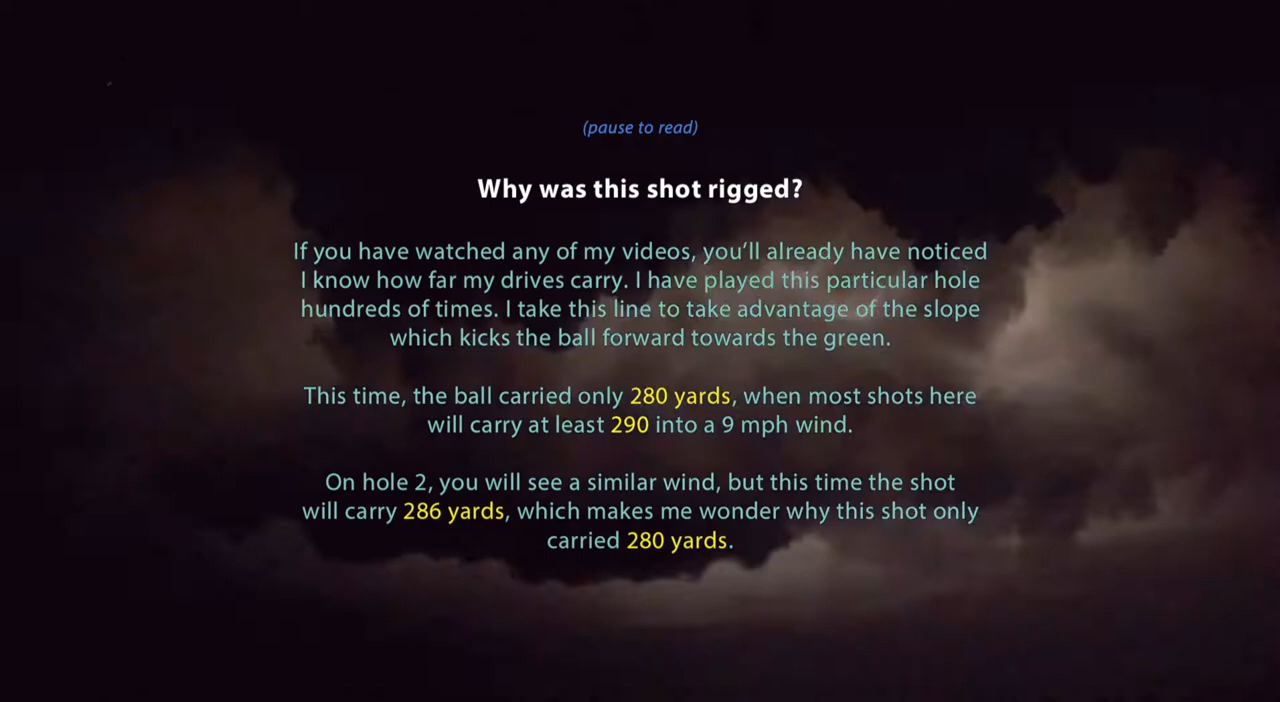 (pause to read)
Why was this shot rigged?
If you have watched any of my videos, you'll already have noticed
I know how far my drives carry. I have played this particular hole
hundreds of times. I take this line to take advantage of the slope
which kicks the ball forward towards the green.
This time, the ball carried only 280 yards, when most shots here
will carry at least 290 into a 9 mph wind.
On hole 2, you will see a similar wind, but this time the shot
will carry 286 yards, which makes me wonder why this shot only
carried 280 yards.